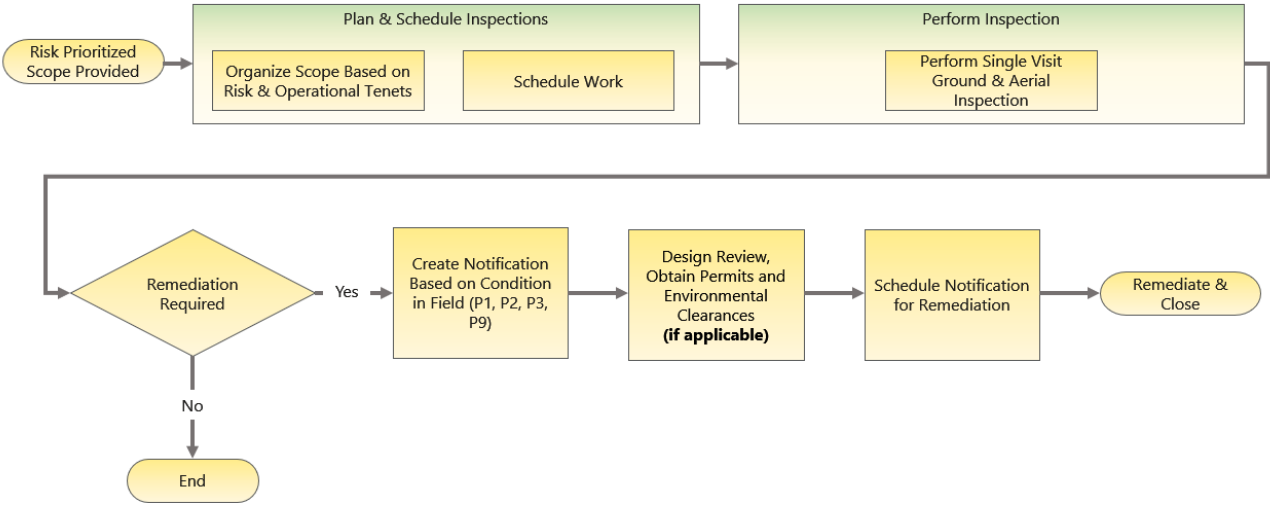 Plan & Schedule Inspections
Perform Inspection
Risk Prioritized
Scope Provided
Organize Scope Based on
Risk & Operational Tenets
Schedule Work
Perform Single Visit
Ground & Aerial
Inspection
Remediation
Required
Yes
Create Notification
Based on Condition
in Field (P1, P2, P3,
P9)
Design Review,
Obtain Permits and
Environmental
Clearances
(if applicable)
Schedule Notification
for Remediation
Remediate &
Close
No
End